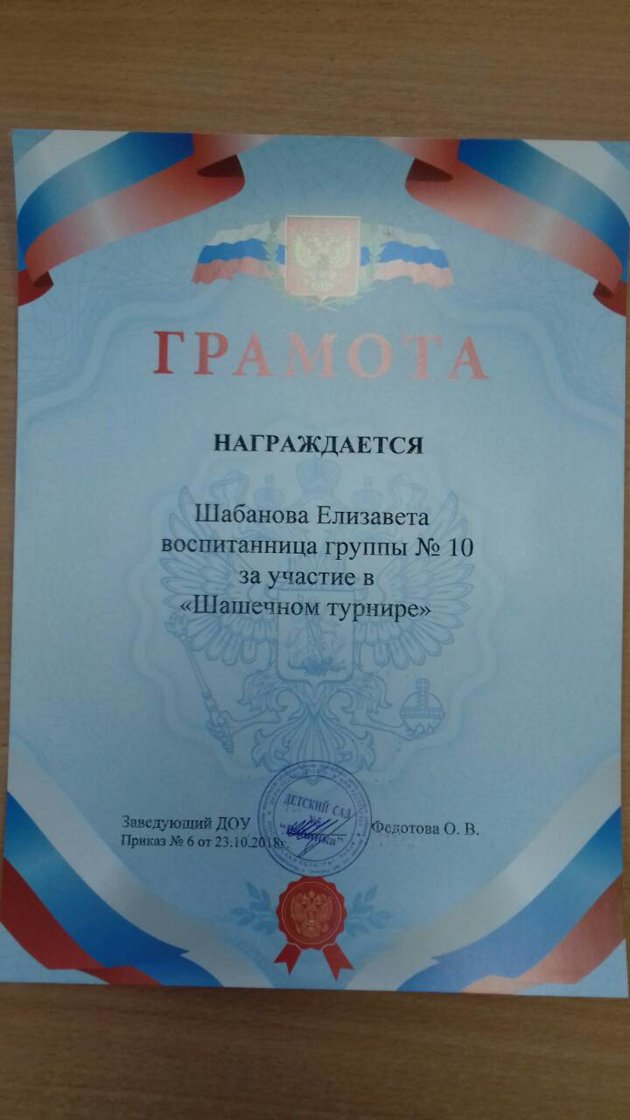 ГРАМОТА
НАГРАЖДАЕТСЯ
Шабанова Елизавета
воспитанница группы № 10
за участие в
«Шашечном турнире»
ДЕТСКИЙ САД
Заведующий ДОУ
Федотова О. В.
Приказ № 6 от 23.10.2018г.